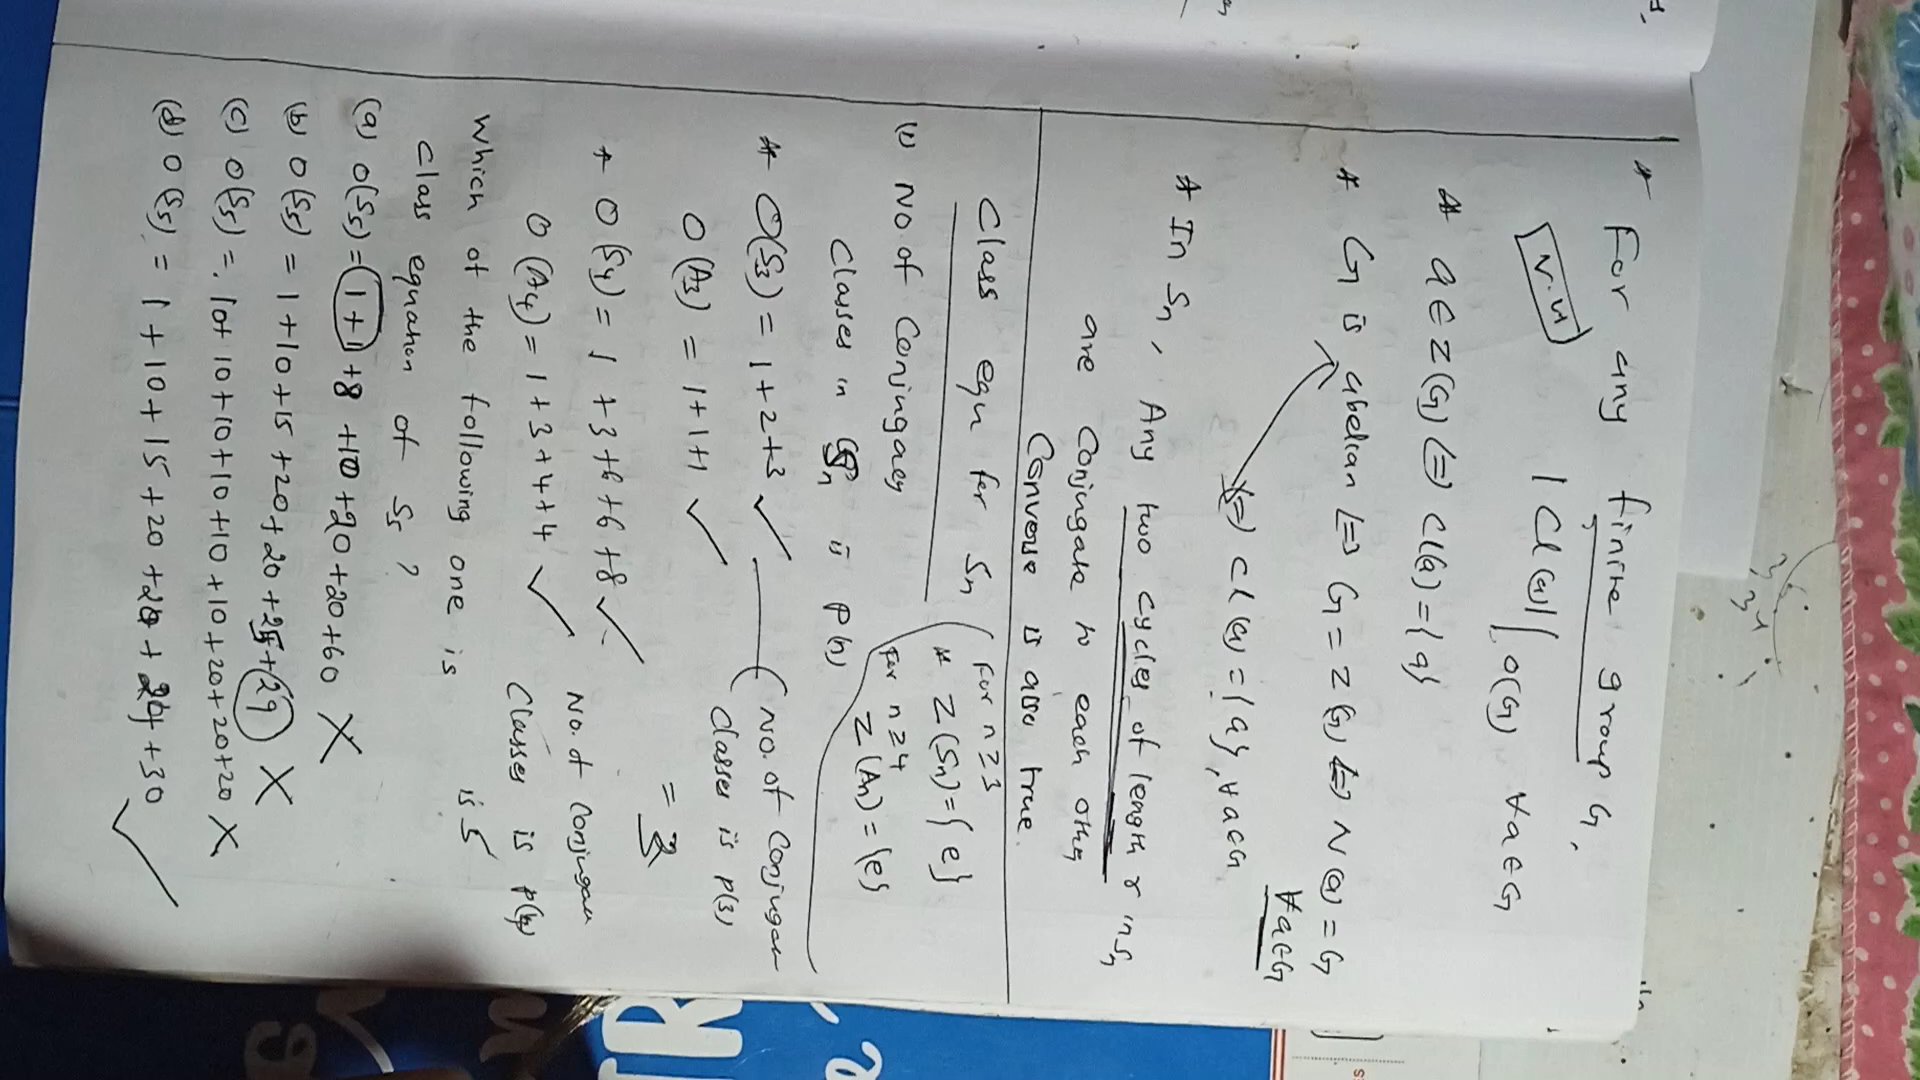 * For any finite group G,
V.U |Cl(a)| | O(G) ∀a∈G
* a ∈ Z(G) ⇔ Cl(a) = {a}
* G is abelian ⇔ G = Z(G) ⇔ N(a) = G ∀a∈G
⇔ Cl(a) = {a}, ∀a∈G
* In Sn, Any two cycles of length r in Sn
are Conjugate to each other
Converse is also true.
Class equn for Sn
(For n≥3
* Z(Sn) = {e}
For n≥4
Z(An) = {e}
(1) No. of Conjugacy
Classes in Sn is P(n)
* O(S3) = 1+2+3 ✓
(No. of Conjugacy
Classes is P(3)
= 3
O(A3) = 1+1+1 ✓
* O(S4) = 1 + 3 + 6 + 6 + 8 ✓
No. of Conjugacy
Classes is P(4)
is 5
O(A4) = 1+3+4+4 ✓
Which of the following one is
Class equation of S5 ?
(a) O(S5) = 1+1+8 +10 +20+20+60 X
(b) O(S5) = 1+10+15+20+20+25+29 X
(c) O(S5) = 10+10+10+10+10+20+20+20 X
(d) O(S5) = 1+10+15+20+20+24+30 ✓